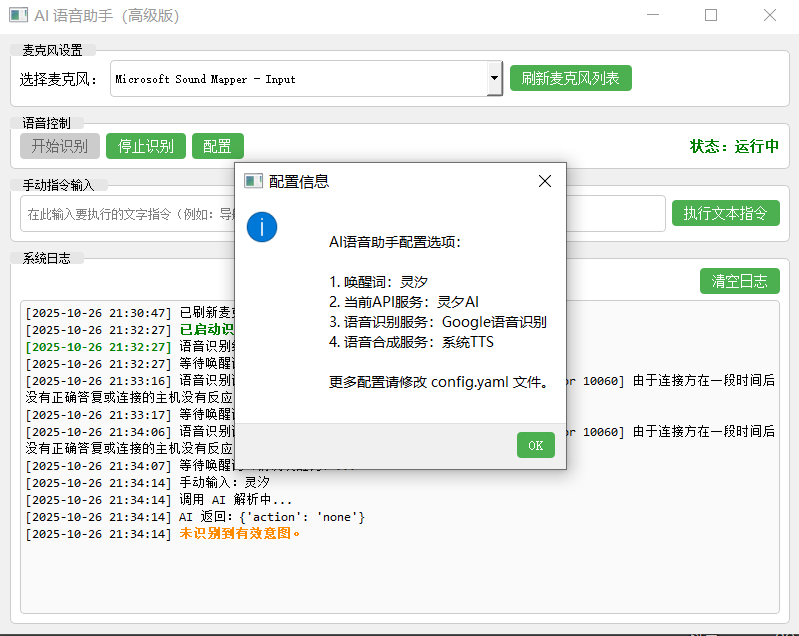 AI 语音助手（高级版）
麦克风设置
选择麦克风： Microsoft Sound Mapper - Input 刷新麦克风列表
语音控制
开始识别 停止识别 配置 状态：运行中
手动指令输入
在此输入要执行的文字指令（例如：导 执行文本指令
系统日志
清空日志
[2025-10-26 21:30:47] 已刷新麦
[2025-10-26 21:32:27] 已启动识
[2025-10-26 21:32:27] 语音识别
[2025-10-26 21:32:27] 等待唤醒
[2025-10-26 21:33:16] 语音识别 or 10060] 由于连接方在一段时间后
没有正确答复或连接的主机没有反应
[2025-10-26 21:33:17] 等待唤醒
[2025-10-26 21:34:06] 语音识别 or 10060] 由于连接方在一段时间后
没有正确答复或连接的主机没有反应
[2025-10-26 21:34:07] 等待唤醒
[2025-10-26 21:34:14] 手动输入：灵汐
[2025-10-26 21:34:14] 调用 AI 解析中...
[2025-10-26 21:34:14] AI 返回：{'action': 'none'}
[2025-10-26 21:34:14] 未识别到有效意图。
配置信息
AI语音助手配置选项：
1. 唤醒词：灵汐
2. 当前API服务：灵夕AI
3. 语音识别服务：Google语音识别
4. 语音合成服务：系统TTS
更多配置请修改 config.yaml 文件。
OK